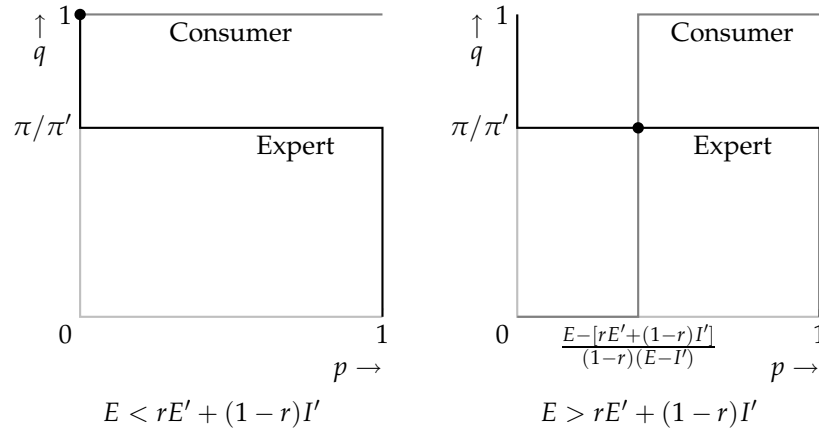 1
↑
q
Consumer
π/π′
Expert
0
1
p →
E < rE′ + (1 − r)I′
1
↑
q
Consumer
π/π′
Expert
0
E−[rE′+(1−r)I′]
(1−r)(E−I′)
1
p →
E > rE′ + (1 − r)I′